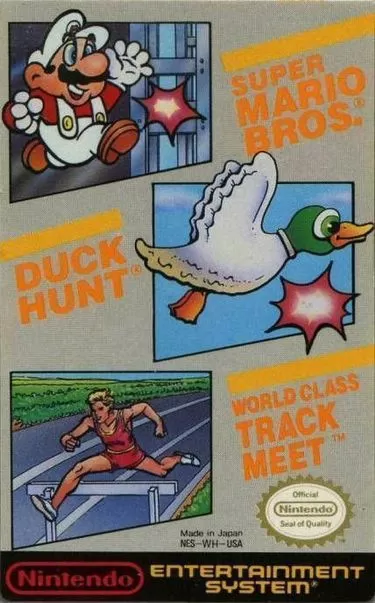 SUPER
MARIO
BROS.®
DUCK
HUNT®
WORLD CLASS
TRACK
MEET™
Official
Nintendo
Seal of Quality
Made in Japan
NES-WH-USA
Nintendo®
ENTERTAINMENT
SYSTEM®